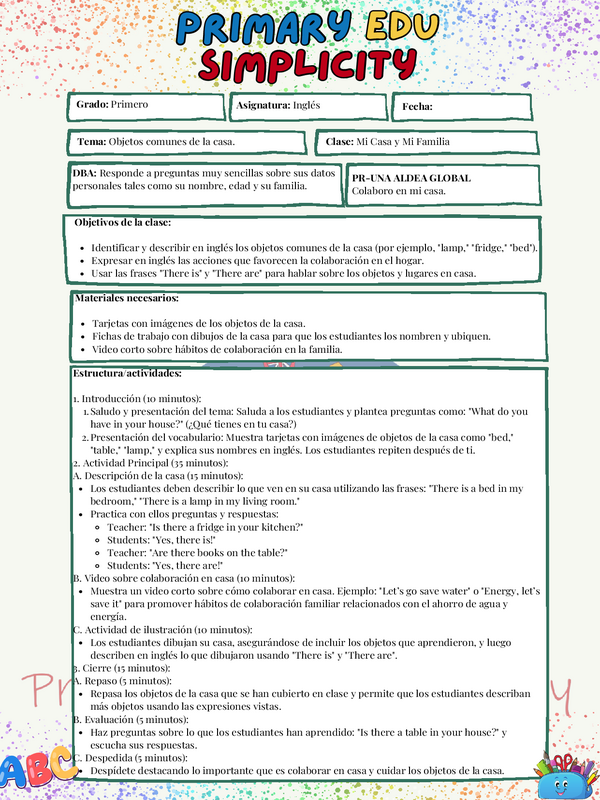 PRIMARY EDU
SIMPLICITY
Grado: Primero
Asignatura: Inglés
Fecha:
Tema: Objetos comunes de la casa.
Clase: Mi Casa y Mi Familia
DBA: Responde a preguntas muy sencillas sobre sus datos
personales tales como su nombre, edad y su familia.
PR-UNA ALDEA GLOBAL
Colaboro en mi casa.
Objetivos de la clase:
• Identificar y describir en inglés los objetos comunes de la casa (por ejemplo, "lamp," "fridge," "bed").
• Expresar en inglés las acciones que favorecen la colaboración en el hogar.
• Usar las frases "There is" y "There are" para hablar sobre los objetos y lugares en casa.
Materiales necesarios:
• Tarjetas con imágenes de los objetos de la casa.
• Fichas de trabajo con dibujos de la casa para que los estudiantes los nombren y ubiquen.
• Video corto sobre hábitos de colaboración en la familia.
Estructura/actividades:
1. Introducción (10 minutos):
1. Saludo y presentación del tema: Saluda a los estudiantes y plantea preguntas como: "What do you
have in your house?" (¿Qué tienes en tu casa?)
2. Presentación del vocabulario: Muestra tarjetas con imágenes de objetos de la casa como "bed,"
"table," "lamp," y explica sus nombres en inglés. Los estudiantes repiten después de ti.
2. Actividad Principal (35 minutos):
A. Descripción de la casa (15 minutos):
• Los estudiantes deben describir lo que ven en su casa utilizando las frases: "There is a bed in my
bedroom," "There is a lamp in my living room."
• Practica con ellos preguntas y respuestas:
○ Teacher: "Is there a fridge in your kitchen?"
○ Students: "Yes, there is!"
○ Teacher: "Are there books on the table?"
○ Students: "Yes, there are!"
B. Video sobre colaboración en casa (10 minutos):
• Muestra un video corto sobre cómo colaborar en casa. Ejemplo: "Let's go save water" o "Energy, let's
save it" para promover hábitos de colaboración familiar relacionados con el ahorro de agua y
energía.
C. Actividad de ilustración (10 minutos):
• Los estudiantes dibujan su casa, asegurándose de incluir los objetos que aprendieron, y luego
describen en inglés lo que dibujaron usando "There is" y "There are".
3. Cierre (15 minutos):
A. Repaso (5 minutos):
• Repasa los objetos de la casa que se han cubierto en clase y permite que los estudiantes describan
más objetos usando las expresiones vistas.
B. Evaluación (5 minutos):
• Haz preguntas sobre lo que los estudiantes han aprendido: "Is there a table in your house?" y
escucha sus respuestas.
C. Despedida (5 minutos):
• Despídete destacando lo importante que es colaborar en casa y cuidar los objetos de la casa.
ABC